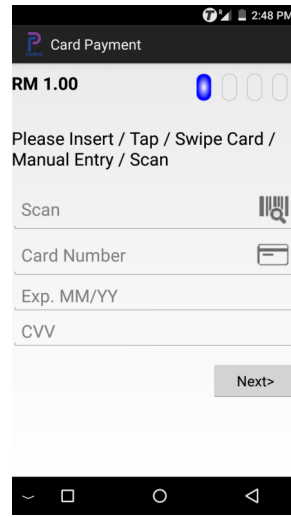 2:48 PM
Card Payment
RM 1.00
Please Insert / Tap / Swipe Card /
Manual Entry / Scan
Scan
Card Number
Exp. MM/YY
CVV
Next>